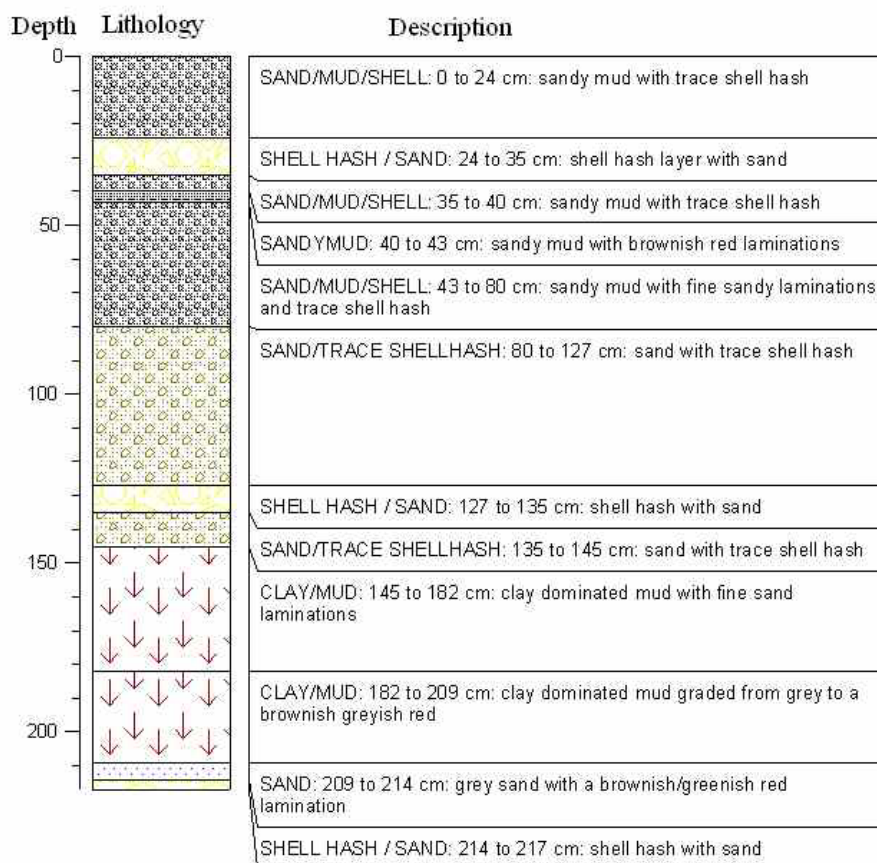 Depth Lithology Description
0
SAND/MUD/SHELL: 0 to 24 cm: sandy mud with trace shell hash
SHELL HASH / SAND: 24 to 35 cm: shell hash layer with sand
SAND/MUD/SHELL: 35 to 40 cm: sandy mud with trace shell hash
50
SANDYMUD: 40 to 43 cm: sandy mud with brownish red laminations
SAND/MUD/SHELL: 43 to 80 cm: sandy mud with fine sandy laminations
and trace shell hash
SAND/TRACE SHELLHASH: 80 to 127 cm: sand with trace shell hash
100
SHELL HASH / SAND: 127 to 135 cm: shell hash with sand
SAND/TRACE SHELLHASH: 135 to 145 cm: sand with trace shell hash
150
CLAY/MUD: 145 to 182 cm: clay dominated mud with fine sand
laminations
CLAY/MUD: 182 to 209 cm: clay dominated mud graded from grey to a
brownish greyish red
200
SAND: 209 to 214 cm: grey sand with a brownish/greenish red
lamination
SHELL HASH / SAND: 214 to 217 cm: shell hash with sand